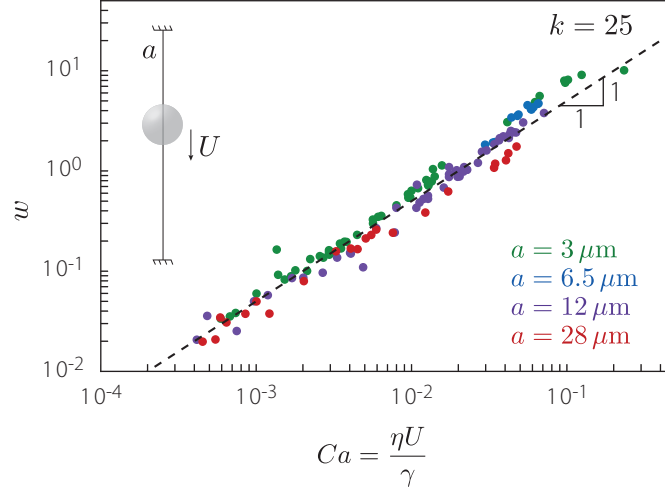 k = 25
a
U
10^1
10^0
10^-1
10^-2
w
1
1
a = 3 μm
a = 6.5 μm
a = 12 μm
a = 28 μm
10^-4 10^-3 10^-2 10^-1
Ca = ηU/γ